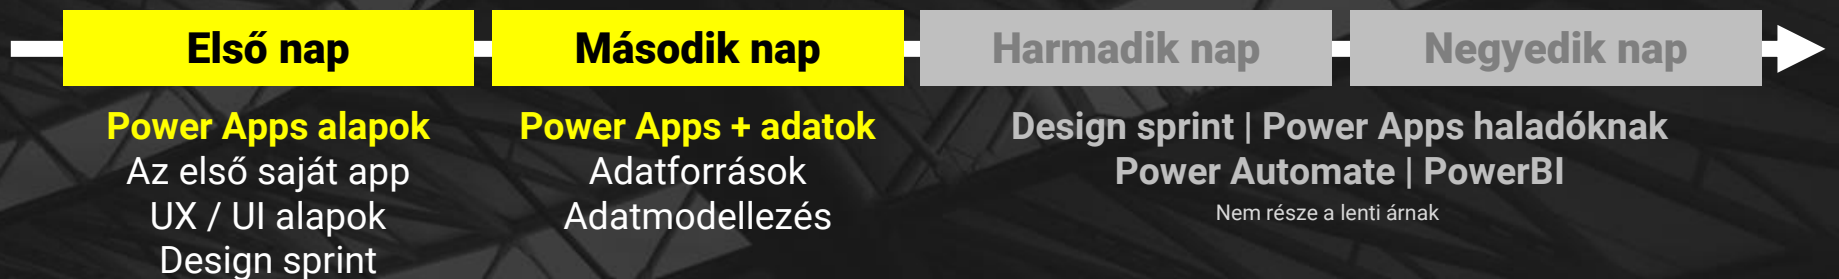 Első nap
Második nap
Harmadik nap
Negyedik nap
Power Apps alapok
Az első saját app
UX / UI alapok
Design sprint
Power Apps + adatok
Adatforrások
Adatmodellezés
Design sprint | Power Apps haladóknak
Power Automate | PowerBI
Nem része a lenti árnak